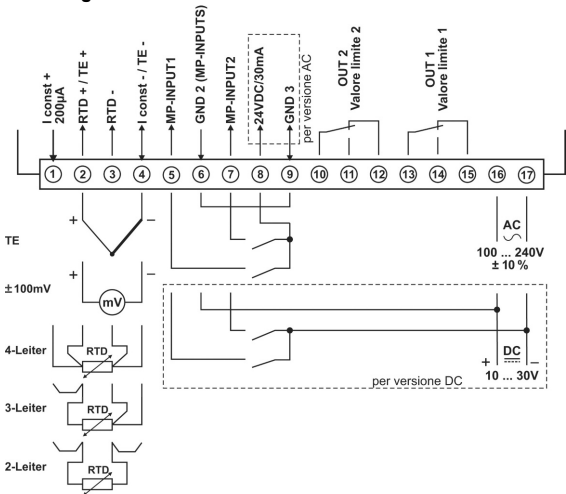 I const +
200µA
RTD + / TE +
RTD -
I const - / TE -
MP-INPUT1
GND 2 (MP-INPUTS)
MP-INPUT2
24VDC/30mA
GND 3
per versione AC
OUT 2
Valore limite 2
OUT 1
Valore limite 1
1 2 3 4 5 6 7 8 9 10 11 12 13 14 15 16 17
+ −
TE
AC
100 ... 240V
± 10 %
+ −
±100mV
mV
4-Leiter
RTD
+ DC −
10 ... 30V
per versione DC
3-Leiter
RTD
2-Leiter
RTD